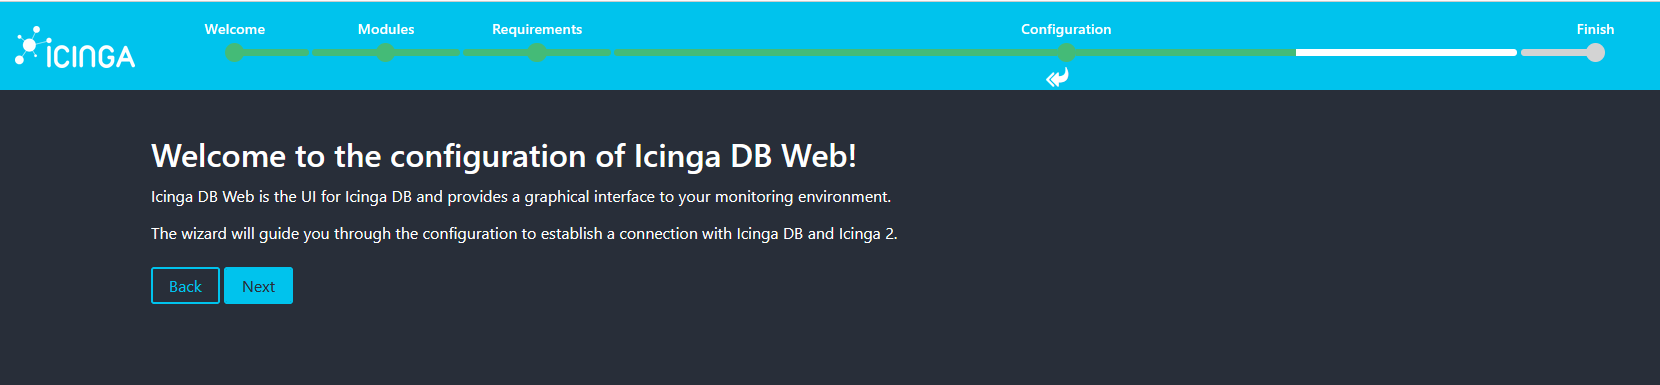 Welcome
Modules
Requirements
Configuration
Finish
ICINGA
Welcome to the configuration of Icinga DB Web!
Icinga DB Web is the UI for Icinga DB and provides a graphical interface to your monitoring environment.
The wizard will guide you through the configuration to establish a connection with Icinga DB and Icinga 2.
Back
Next